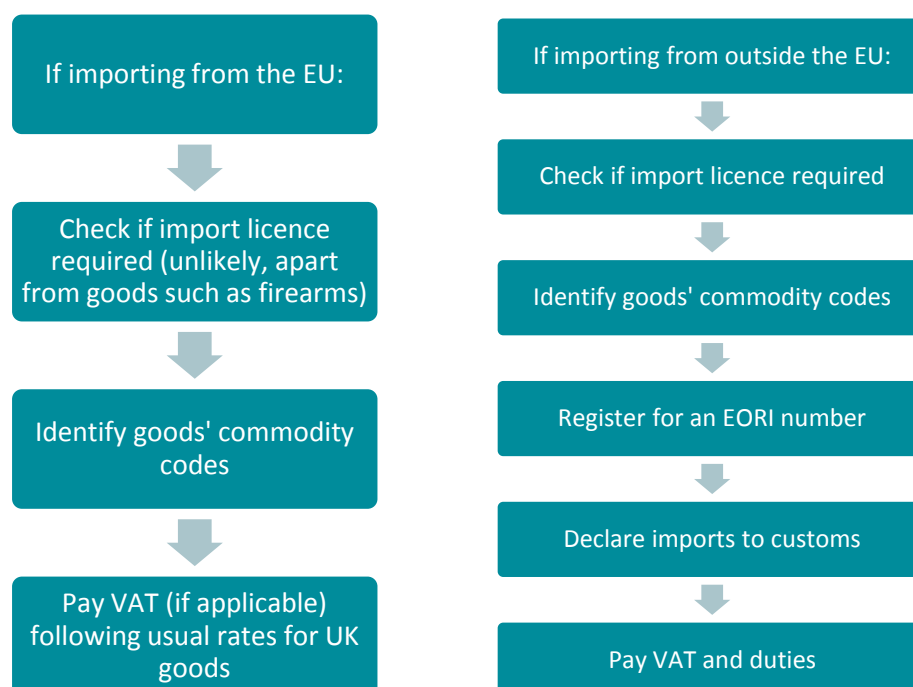 If importing from the EU:
Check if import licence
required (unlikely, apart
from goods such as firearms)
Identify goods' commodity
codes
Pay VAT (if applicable)
following usual rates for UK
goods
If importing from outside the EU:
Check if import licence required
Identify goods' commodity codes
Register for an EORI number
Declare imports to customs
Pay VAT and duties